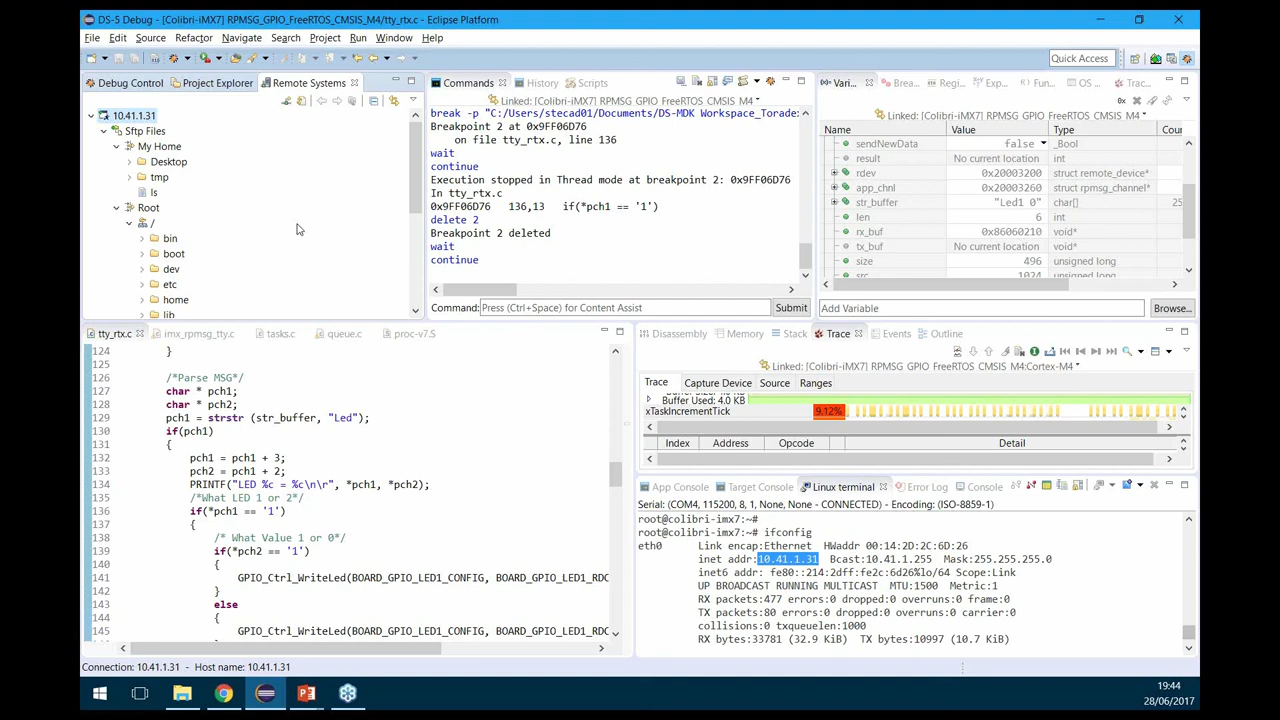 DS-5 Debug - [Colibri-iMX7] RPMSG_GPIO_FreeRTOS_CMSIS_M4/tty_rtx.c - Eclipse Platform
File Edit Source Refactor Navigate Search Project Run Window Help
Quick Access
Debug Control Project Explorer Remote Systems
10.41.1.31
Sftp Files
My Home
Desktop
tmp
ls
Root
/
bin
boot
dev
etc
home
lib
Commands History Scripts
Linked: [Colibri-iMX7] RPMSG GPIO FreeRTOS CMSIS M4
break -p "C:/Users/stecad01/Documents/DS-MDK Workspace_Torade
Breakpoint 2 at 0x9FF06D76
on file tty_rtx.c, line 136
wait
continue
Execution stopped in Thread mode at breakpoint 2: 0x9FF06D76
In tty_rtx.c
0x9FF06D76 136,13 if(*pch1 == '1')
delete 2
Breakpoint 2 deleted
wait
continue
Command: Press (Ctrl+Space) for Content Assist Submit
Vari... Brea... Regi... Exp... Fun... OS ... Trac...
Linked: [Colibri-iMX7] RPMSG GPIO FreeRTOS CMSIS M4
Name Value Type Cour
sendNewData false _Bool
result No current location int
rdev 0x20003200 struct remote_device*
app_chnl 0x20003260 struct rpmsg_channel*
str_buffer "Led1 0" char[] 25
len 6 unsigned int
rx_buf 0x86060210 void*
tx_buf No current location void*
size 496 unsigned long
src 1024 unsigned long
Add Variable Browse...
tty_rtx.c imx_rpmsg_tty.c tasks.c queue.c proc-v7.S
124 }
125
126 /*Parse MSG*/
127 char * pch1;
128 char * pch2;
129 pch1 = strstr (str_buffer, "Led");
130 if(pch1)
131 {
132 pch1 = pch1 + 3;
133 pch2 = pch1 + 2;
134 PRINTF("LED %c = %c\n\r", *pch1, *pch2);
135 /*What LED 1 or 2*/
136 if(*pch1 == '1')
137 {
138 /* What Value 1 or 0*/
139 if(*pch2 == '1')
140 {
141 GPIO_Ctrl_WriteLed(BOARD_GPIO_LED1_CONFIG, BOARD_GPIO_LED1_RDC
142 }
143 else
144 {
145 GPIO_Ctrl_WriteLed(BOARD_GPIO_LED1_CONFIG, BOARD_GPIO_LED1_RDC
Disassembly Memory Stack Trace Events Outline
Linked: [Colibri-iMX7] RPMSG GPIO FreeRTOS CMSIS M4:Cortex-M4
Trace Capture Device Source Ranges
Buffer Used: 4.0 KB
xTaskIncrementTick 9.12%
Index Address Opcode Detail
App Console Target Console Linux terminal Error Log Console
Serial: (COM4, 115200, 8, 1, None, None - CONNECTED) - Encoding: (ISO-8859-1)
root@colibri-imx7:~#
root@colibri-imx7:~# ifconfig
eth0 Link encap:Ethernet HWaddr 00:14:2D:2C:6D:26
inet addr:10.41.1.31 Bcast:10.41.1.255 Mask:255.255.255.0
inet6 addr: fe80::214:2dff:fe2c:6d26%lo/64 Scope:Link
UP BROADCAST RUNNING MULTICAST MTU:1500 Metric:1
RX packets:477 errors:0 dropped:0 overruns:0 frame:0
TX packets:80 errors:0 dropped:0 overruns:0 carrier:0
collisions:0 txqueuelen:1000
RX bytes:33781 (32.9 KiB) TX bytes:10997 (10.7 KiB)
Connection: 10.41.1.31 - Host name: 10.41.1.31
19:44
28/06/2017